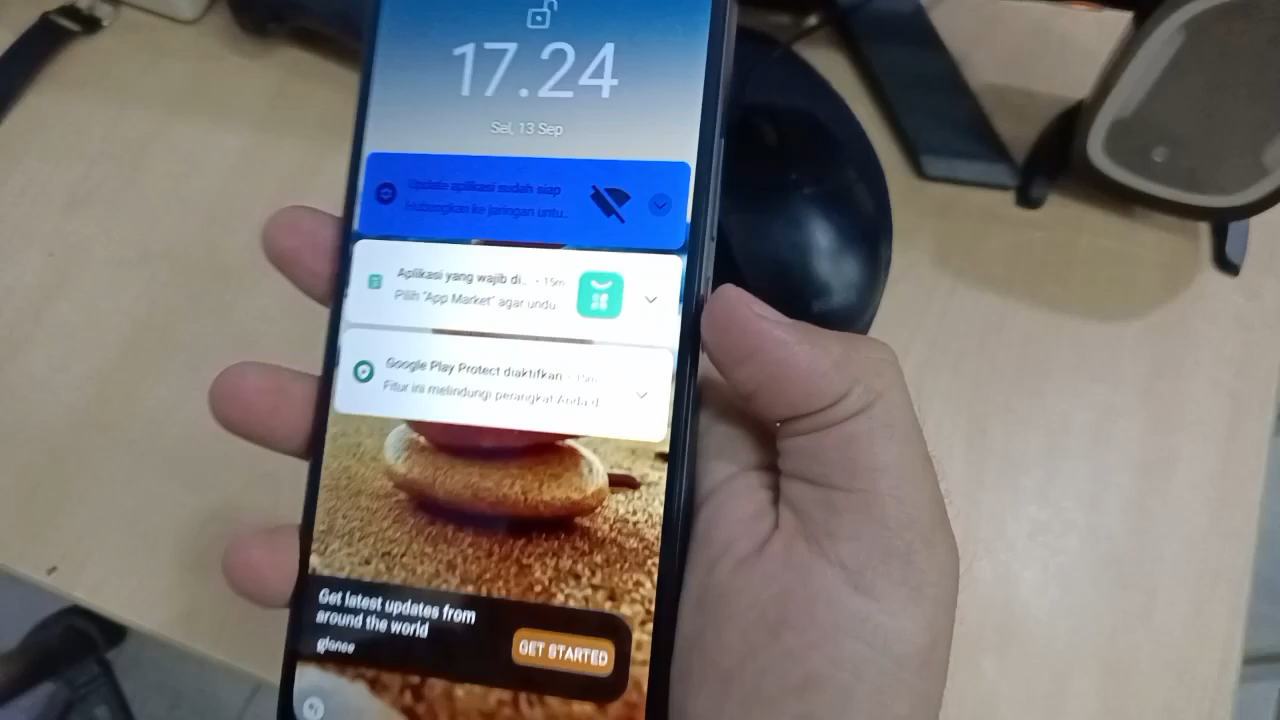 17.24
Sel, 13 Sep
Update aplikasi sudah siap
Hubungkan ke jaringan untu..
Aplikasi yang wajib di.. · 15m
Pilih "App Market" agar undu
Google Play Protect diaktifkan · 15m
Fitur ini melindungi perangkat Anda d
Get latest updates from
around the world
glance
GET STARTED